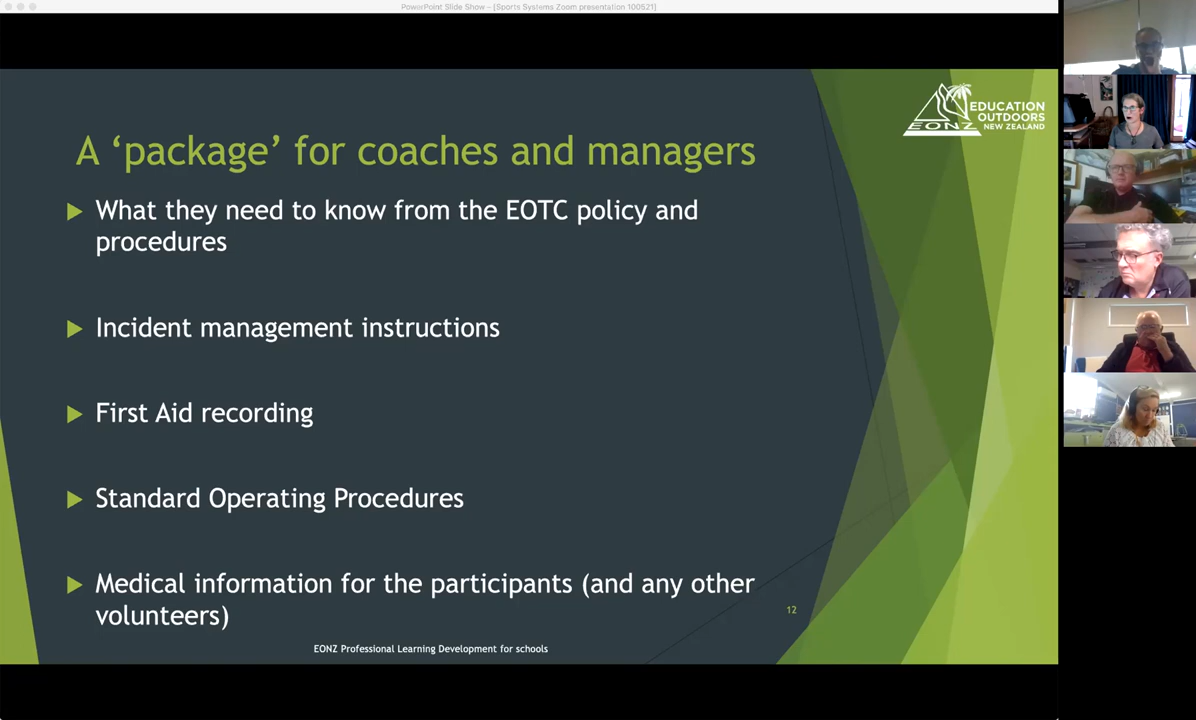 PowerPoint Slide Show - [Sports Systems Zoom presentation 100521]
EDUCATION
OUTDOORS
NEW ZEALAND
EONZ
A ‘package’ for coaches and managers
What they need to know from the EOTC policy and
procedures
Incident management instructions
First Aid recording
Standard Operating Procedures
Medical information for the participants (and any other
volunteers)
12
EONZ Professional Learning Development for schools